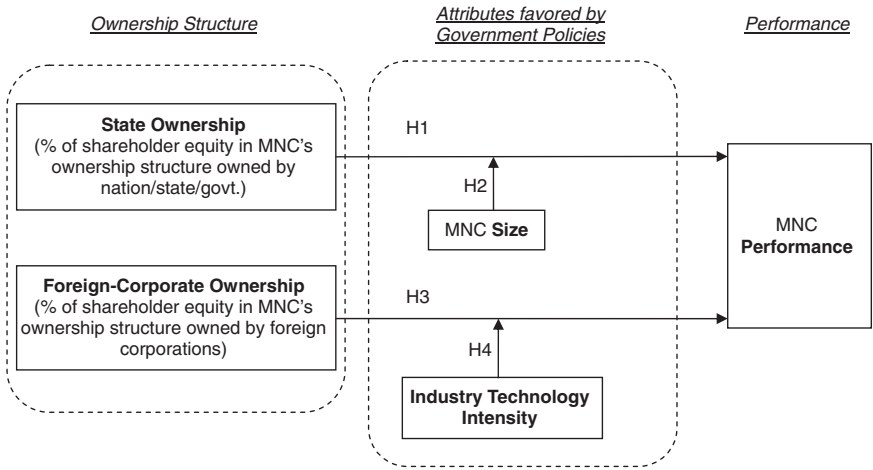 Ownership Structure
Attributes favored by
Government Policies
Performance
State Ownership
(% of shareholder equity in MNC's
ownership structure owned by
nation/state/govt.)
H1
H2
MNC Size
MNC
Performance
Foreign-Corporate Ownership
(% of shareholder equity in MNC's
ownership structure owned by foreign
corporations)
H3
H4
Industry Technology
Intensity